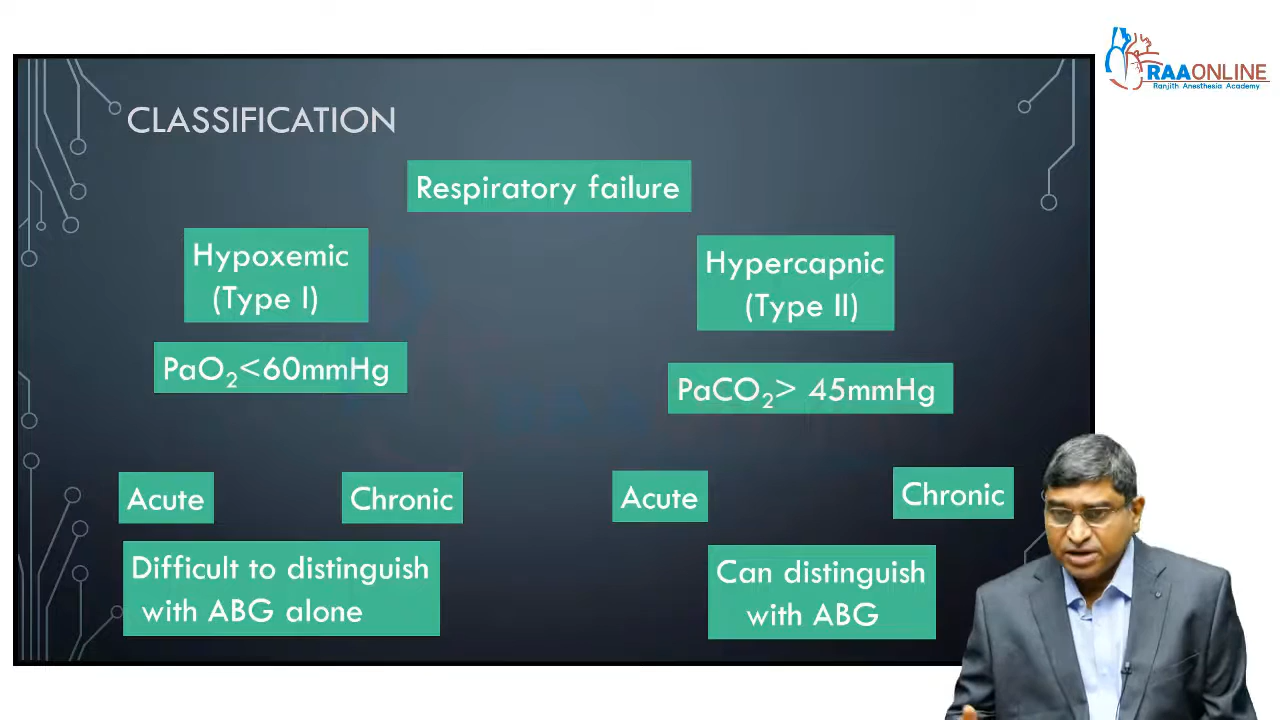 RAAONLINE
Ranjith Anesthesia Academy
CLASSIFICATION
Respiratory failure
Hypoxemic
(Type I)
Hypercapnic
(Type II)
PaO₂<60mmHg
PaCO₂> 45mmHg
Acute
Chronic
Acute
Chronic
Difficult to distinguish
with ABG alone
Can distinguish
with ABG